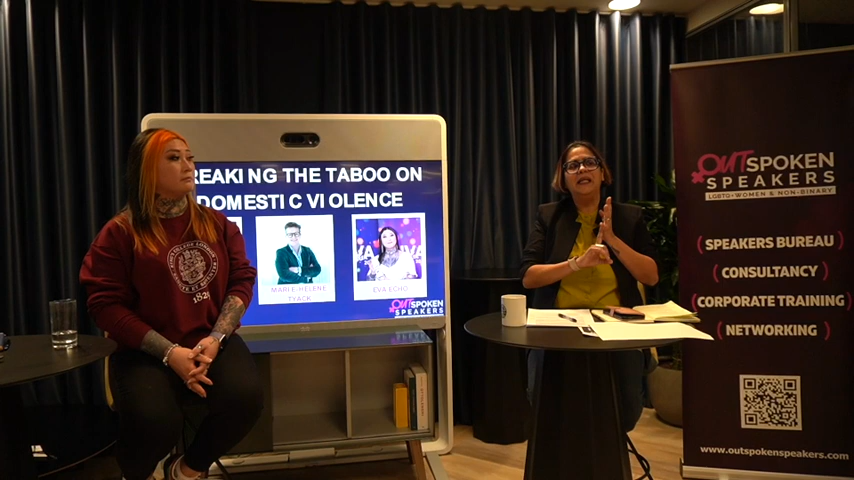 REAKING THE TABOO ON
DOMESTIC VIOLENCE
MARIE-HELENE
TYACK
EVA ECHO
OUTSPOKEN
SPEAKERS
1829
OUTSPOKEN
SPEAKERS
LGBTQ+ WOMEN & NON-BINARY
(SPEAKERS BUREAU)
(CONSULTANCY)
(CORPORATE TRAINING)
(NETWORKING)
www.outspokenspeakers.com